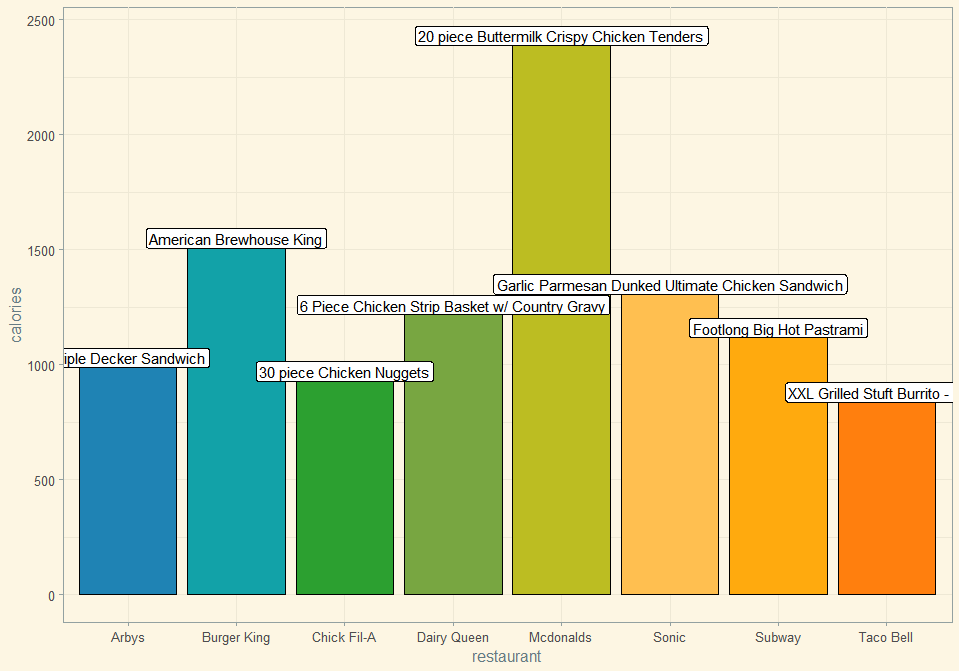 2500
20 piece Buttermilk Crispy Chicken Tenders
2000
1500
American Brewhouse King
Garlic Parmesan Dunked Ultimate Chicken Sandwich
6 Piece Chicken Strip Basket w/ Country Gravy
Footlong Big Hot Pastrami
1000
iple Decker Sandwich
30 piece Chicken Nuggets
XXL Grilled Stuft Burrito -
500
0
calories
Arbys Burger King Chick Fil-A Dairy Queen Mcdonalds Sonic Subway Taco Bell
restaurant